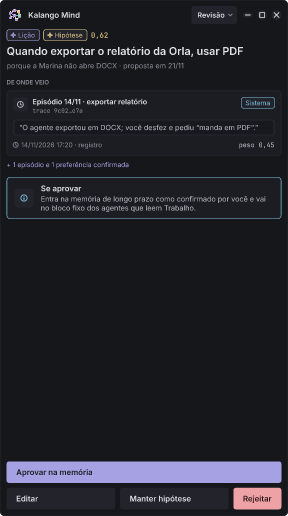 Kalango Mind
Revisão
Lição
Hipótese
0,62
Quando exportar o relatório da Orla, usar PDF
porque a Marina não abre DOCX · proposta em 21/11
DE ONDE VEIO
Episódio 14/11 · exportar relatório
Sistema
trace 9c02…e7a
"O agente exportou em DOCX; você desfez e pediu “manda em PDF”."
14/11/2026 17:20 · registro
peso 0,45
+ 1 episódio e 1 preferência confirmada
Se aprovar
Entra na memória de longo prazo como confirmado por você e vai
no bloco fixo dos agentes que leem Trabalho.
Aprovar na memória
Editar
Manter hipótese
Rejeitar